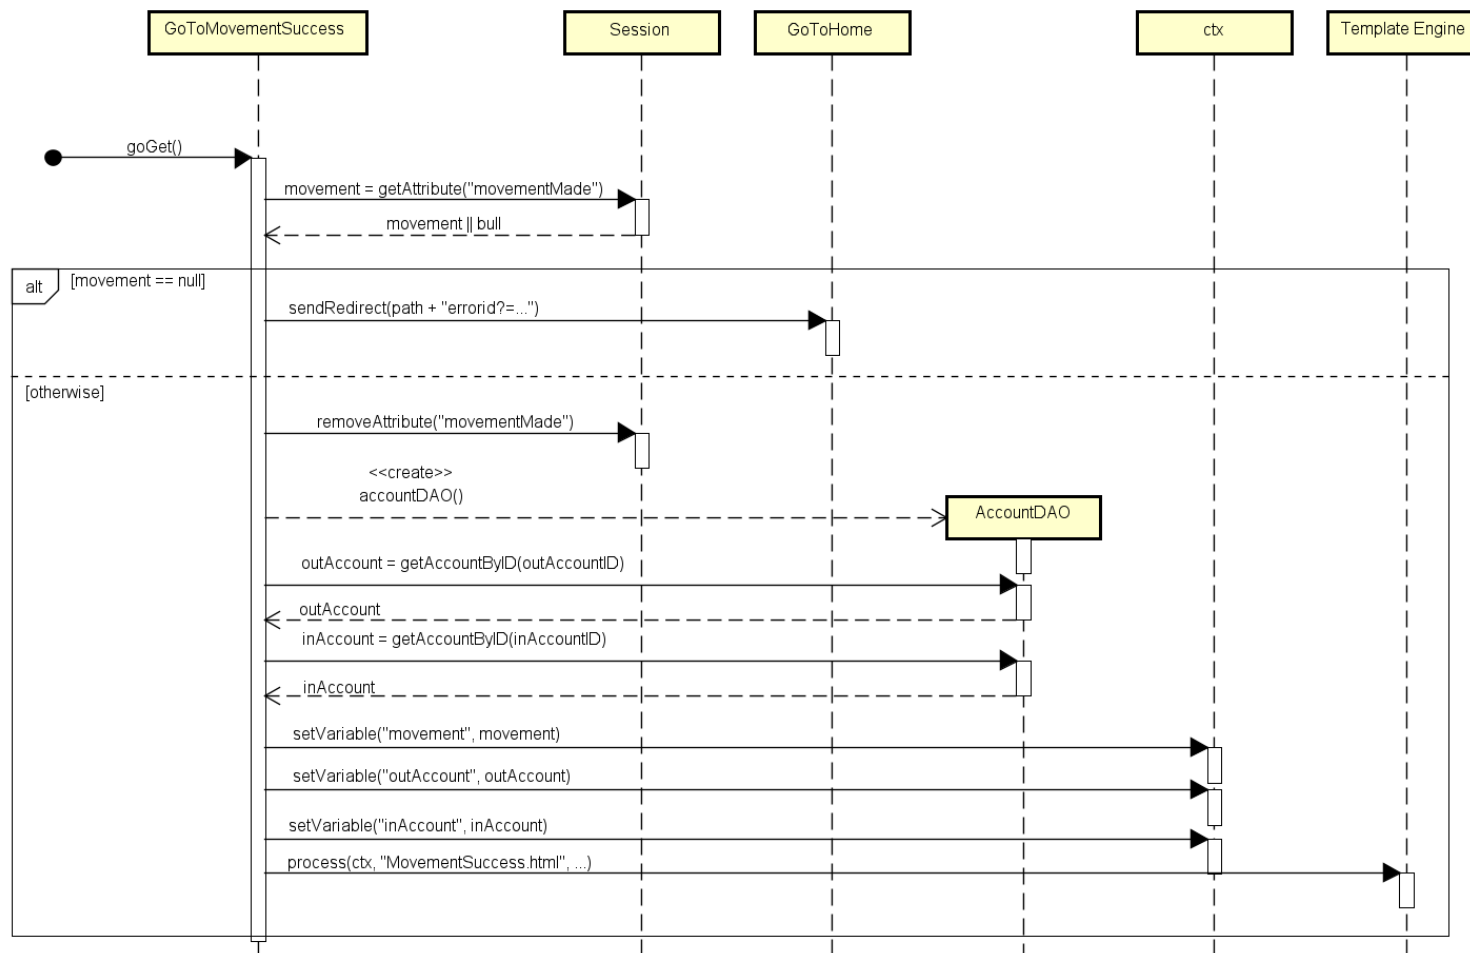 GoToMovementSuccess
Session
GoToHome
ctx
Template Engine
goGet()
movement = getAttribute("movementMade")
movement || bull
alt
[movement == null]
sendRedirect(path + "errorid?=...")
[otherwise]
removeAttribute("movementMade")
<<create>>
accountDAO()
AccountDAO
outAccount = getAccountByID(outAccountID)
outAccount
inAccount = getAccountByID(inAccountID)
inAccount
setVariable("movement", movement)
setVariable("outAccount", outAccount)
setVariable("inAccount", inAccount)
process(ctx, "MovementSuccess.html", ...)